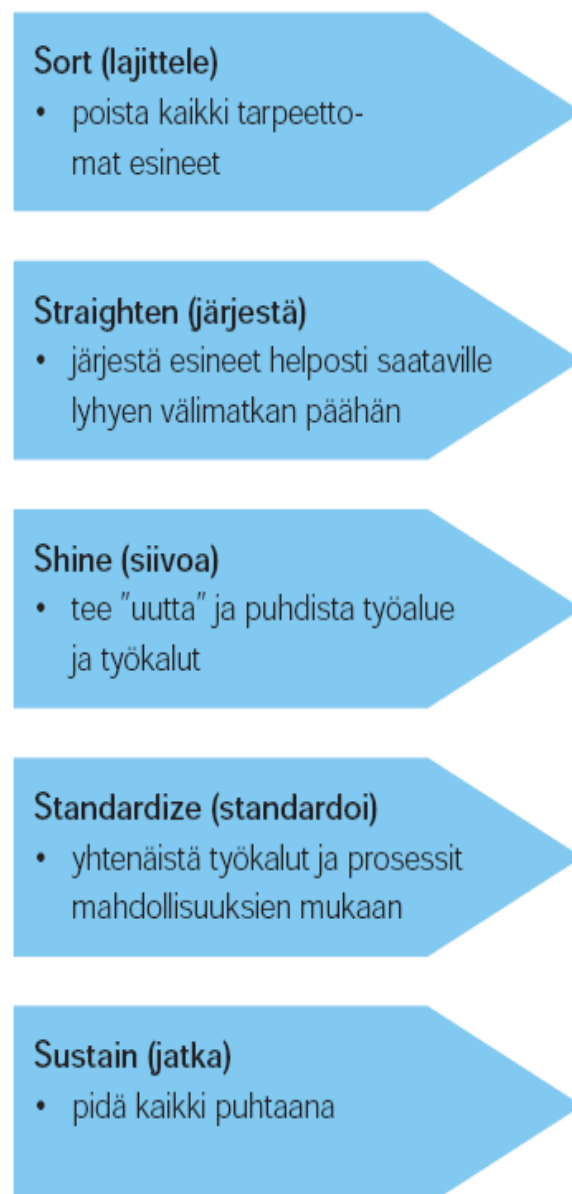 Sort (lajittele)
• poista kaikki tarpeetto-
mat esineet
Straighten (järjestä)
• järjestä esineet helposti saataville
lyhyen välimatkan päähän
Shine (siivoa)
• tee "uutta" ja puhdista työalue
ja työkalut
Standardize (standardoi)
• yhtenäistä työkalut ja prosessit
mahdollisuuksien mukaan
Sustain (jatka)
• pidä kaikki puhtaana